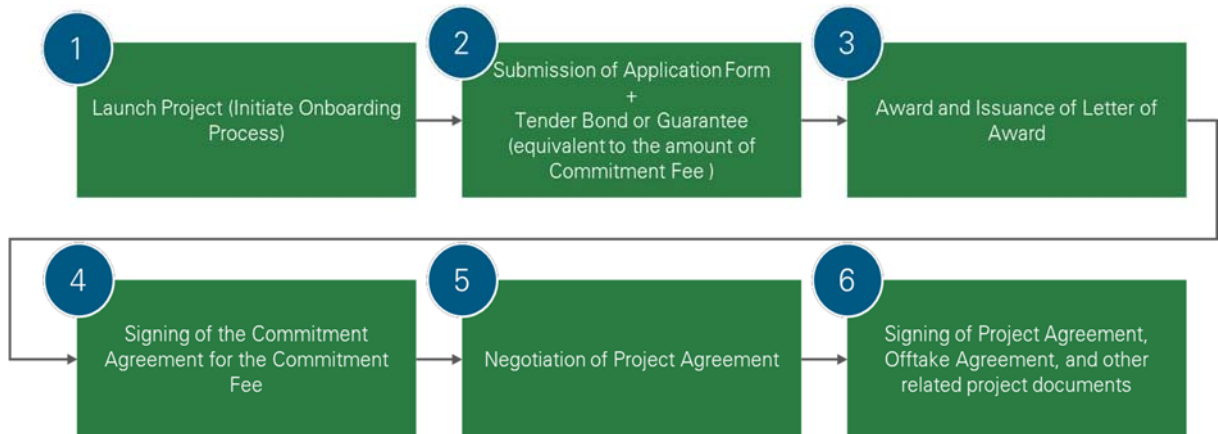 1
Launch Project (Initiate Onboarding
Process)
2
Submission of Application Form
+
Tender Bond or Guarantee
(equivalent to the amount of
Commitment Fee )
3
Award and Issuance of Letter of
Award
4
Signing of the Commitment
Agreement for the Commitment
Fee
5
Negotiation of Project Agreement
6
Signing of Project Agreement,
Offtake Agreement, and other
related project documents